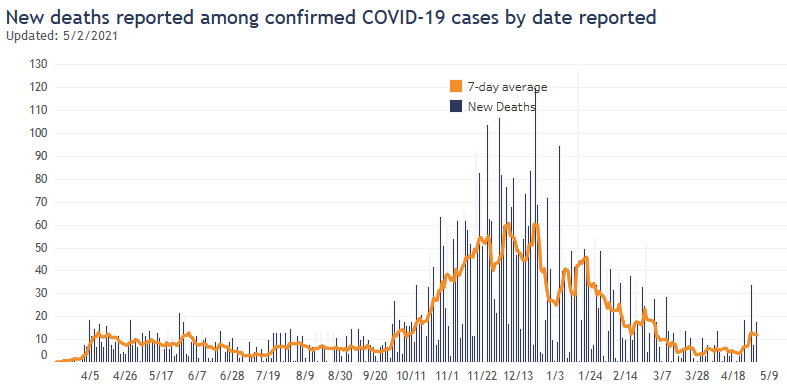 New deaths reported among confirmed COVID-19 cases by date reported
Updated: 5/2/2021
130
120
7-day average
110
New Deaths
100
90
80
70
60
50
40
30
20
10
0
4/5 4/26 5/17 6/7 6/28 7/19 8/9 8/30 9/20 10/11 11/1 11/22 12/13 1/3 1/24 2/14 3/7 3/28 4/18 5/9